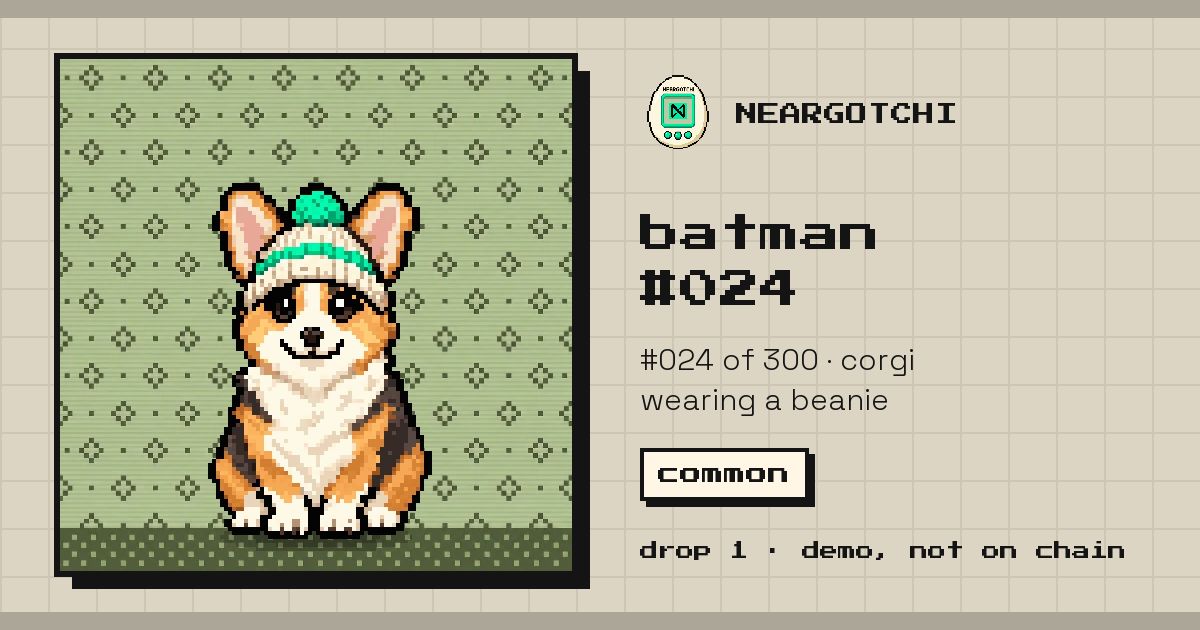 NEARGOTCHI
NEARGOTCHI
batman
#024
#024 of 300 · corgi
wearing a beanie
common
drop 1 · demo, not on chain